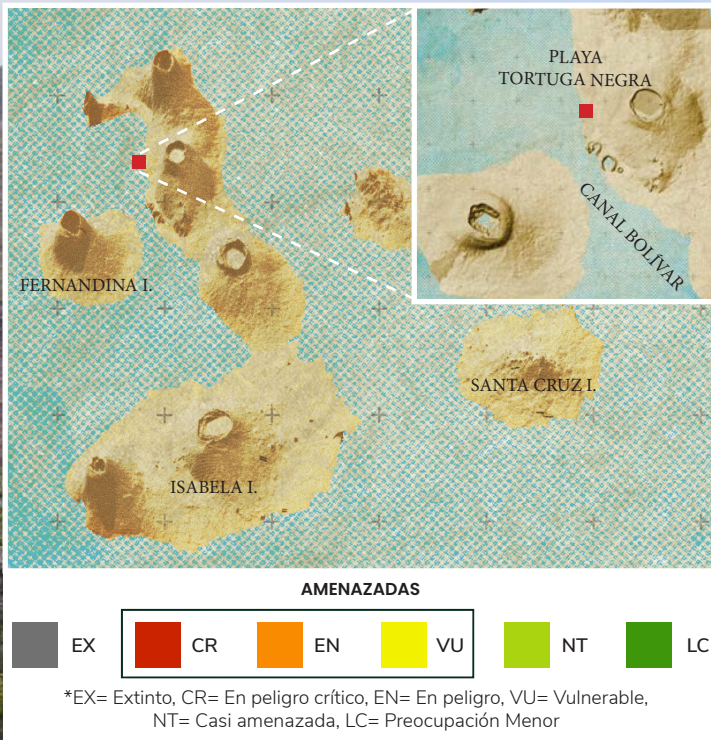 PLAYA
TORTUGA NEGRA
CANAL BOLÍVAR
FERNANDINA I.
SANTA CRUZ I.
ISABELA I.
AMENAZADAS
EX CR EN VU NT LC
*EX= Extinto, CR= En peligro crítico, EN= En peligro, VU= Vulnerable,
NT= Casi amenazada, LC= Preocupación Menor